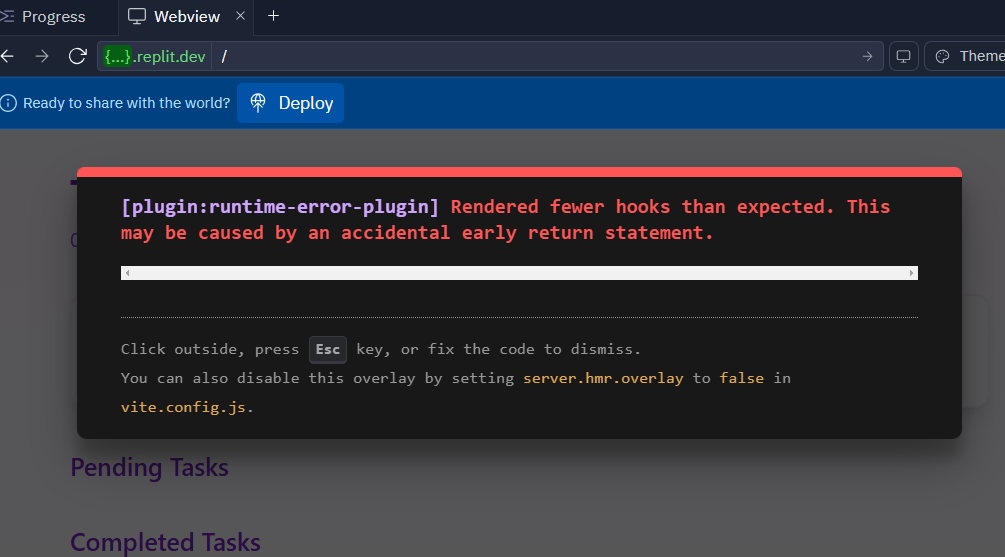 Progress
Webview
{...}.replit.dev /
Theme
Ready to share with the world? Deploy
[plugin:runtime-error-plugin] Rendered fewer hooks than expected. This
may be caused by an accidental early return statement.
Click outside, press Esc key, or fix the code to dismiss.
You can also disable this overlay by setting server.hmr.overlay to false in
vite.config.js.
Pending Tasks
Completed Tasks